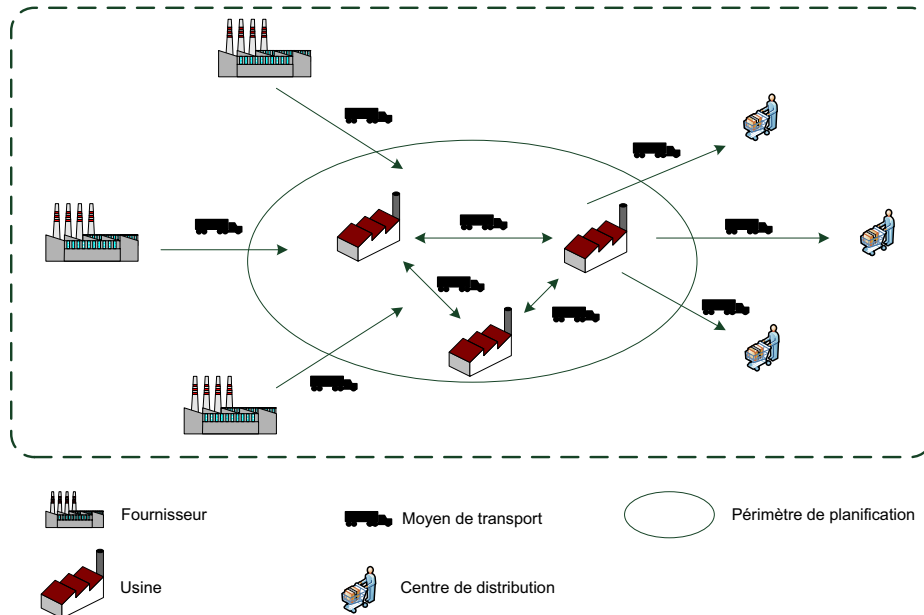 Fournisseur
Moyen de transport
Périmètre de planification
Usine
Centre de distribution